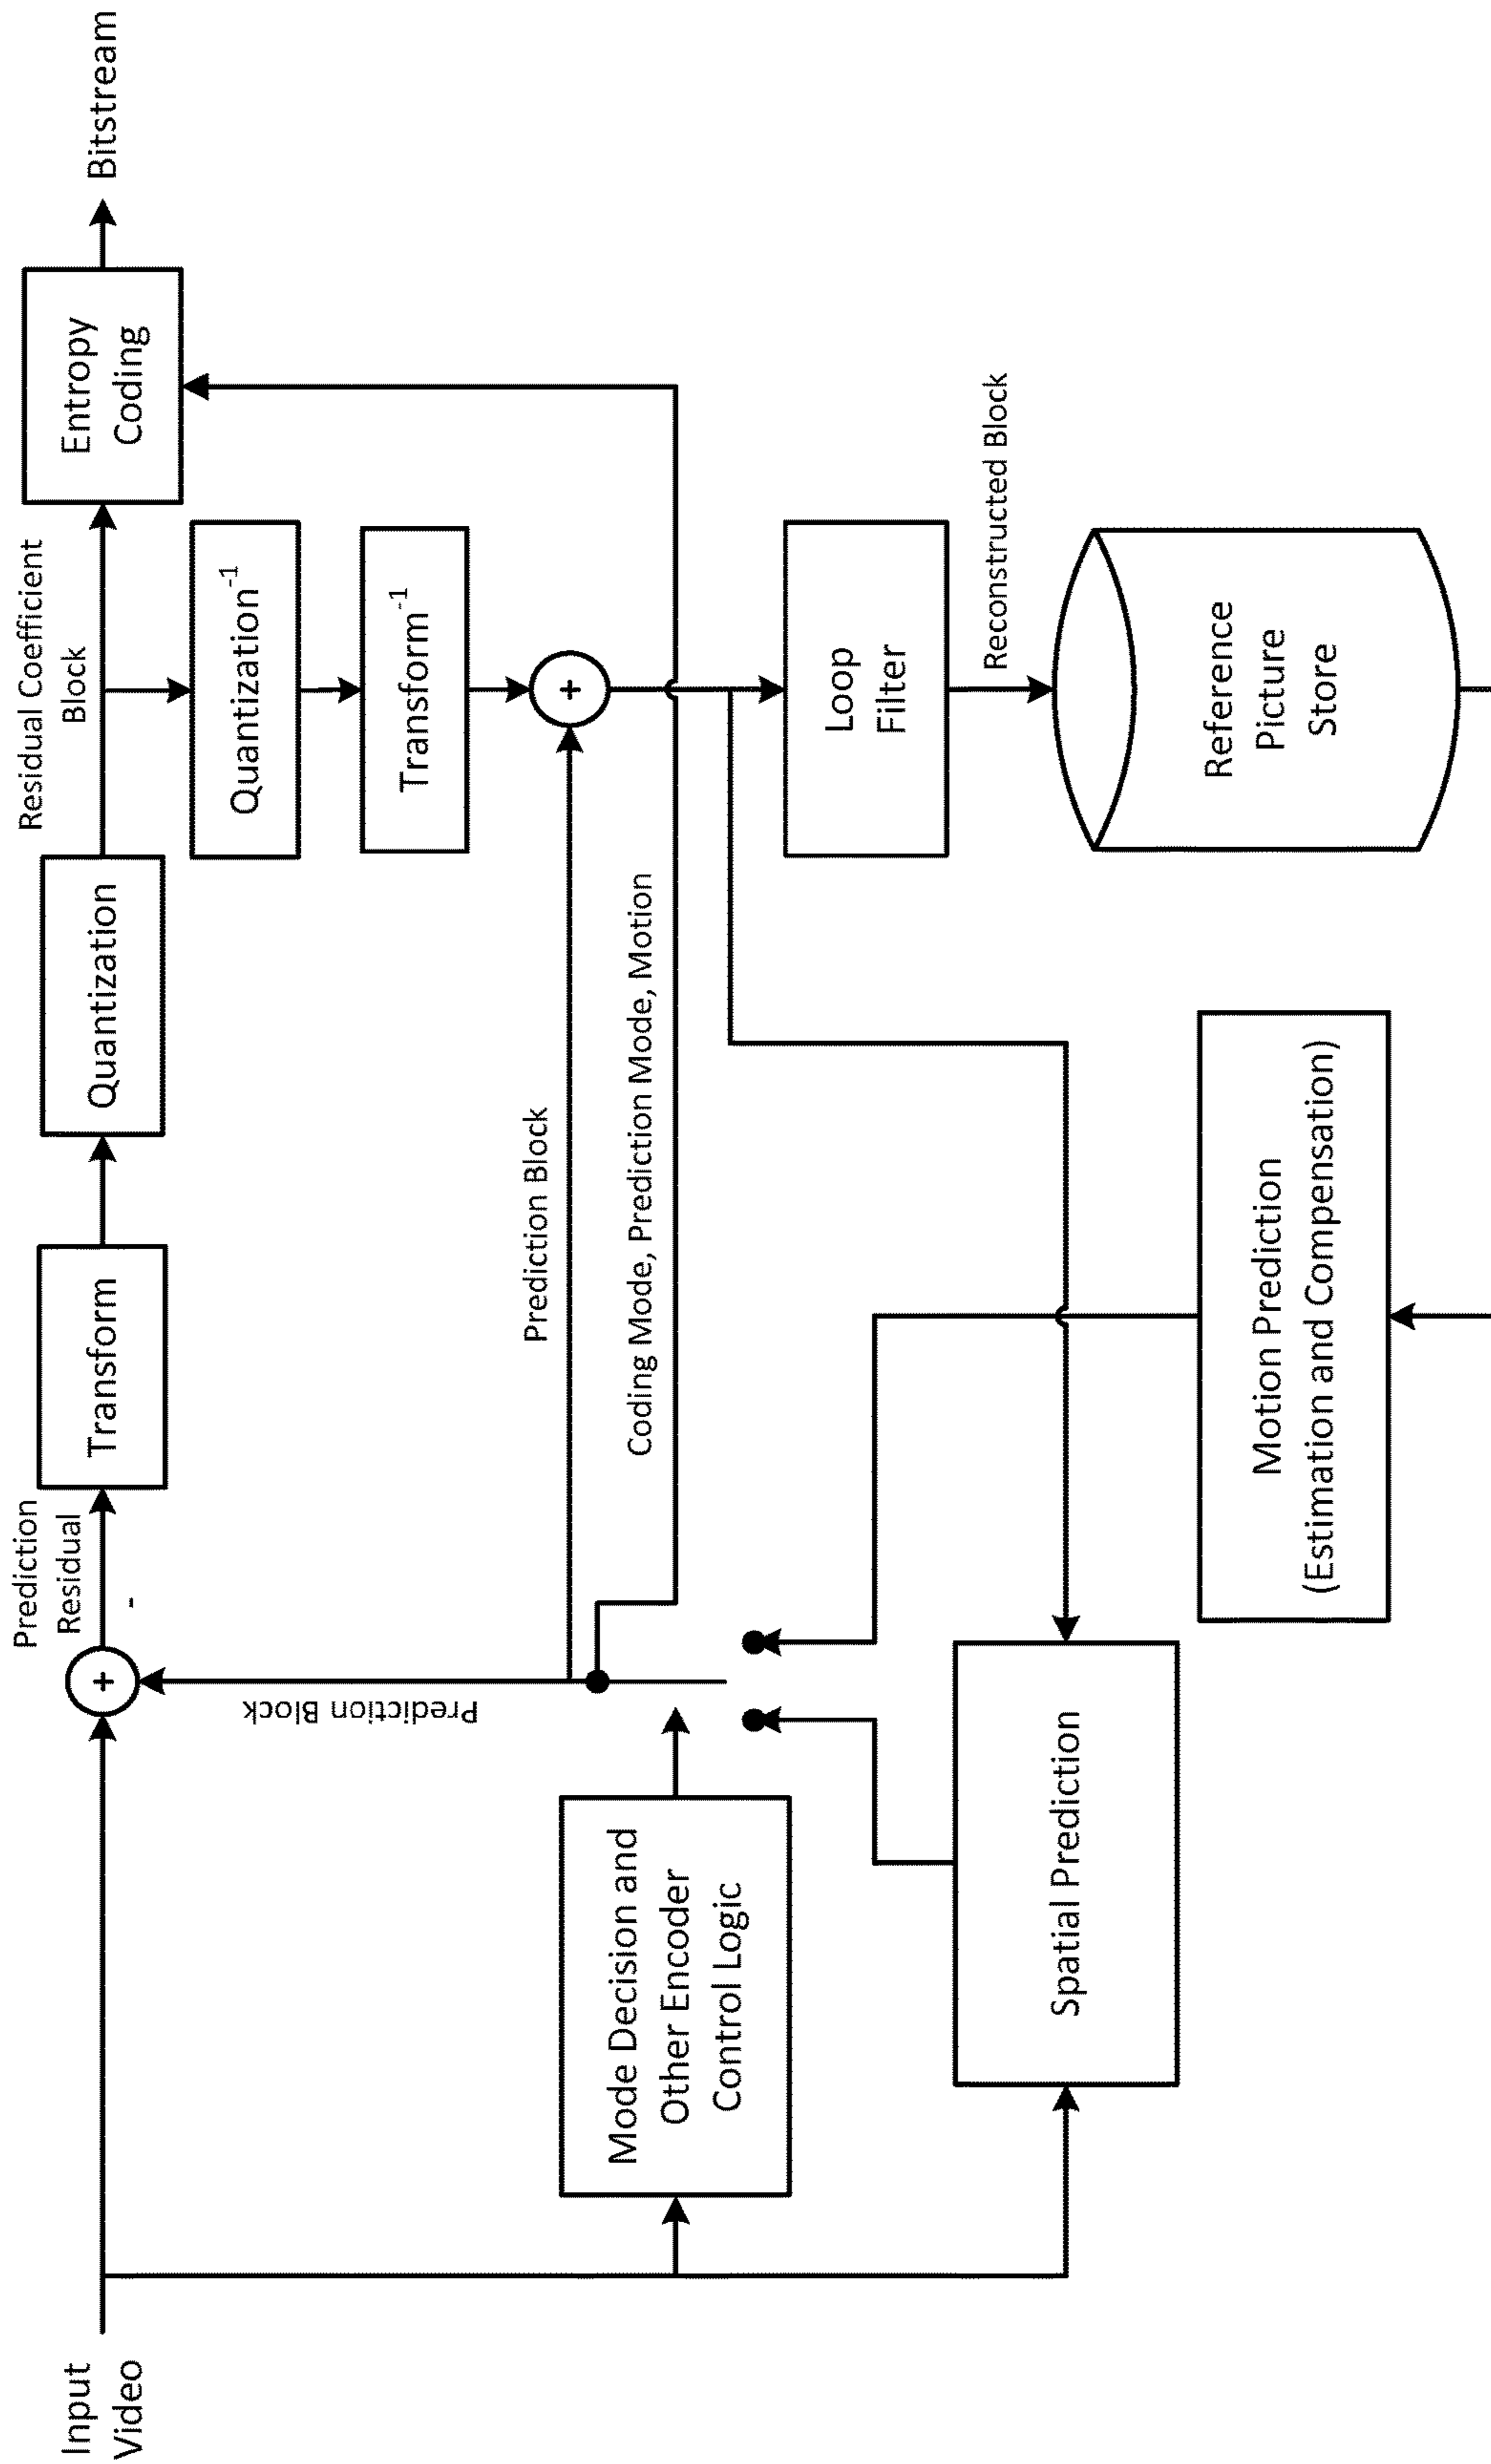 Input
Video
+
Prediction
Residual
-
Transform
Quantization
Residual Coefficient
Block
Entropy
Coding
Bitstream
Quantization⁻¹
Transform⁻¹
+
Prediction Block
Prediction Block
Coding Mode, Prediction Mode, Motion
Mode Decision and
Other Encoder
Control Logic
Loop
Filter
Reconstructed Block
Spatial Prediction
Reference
Picture
Store
Motion Prediction
(Estimation and Compensation)